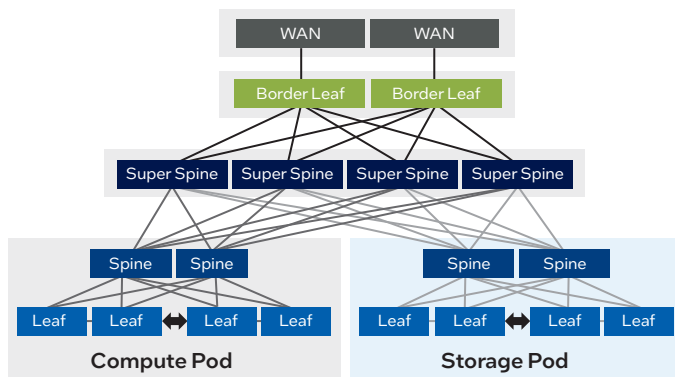 WAN WAN
Border Leaf Border Leaf
Super Spine Super Spine Super Spine Super Spine
Spine Spine Spine Spine
Leaf Leaf Leaf Leaf Leaf Leaf Leaf Leaf
Compute Pod Storage Pod